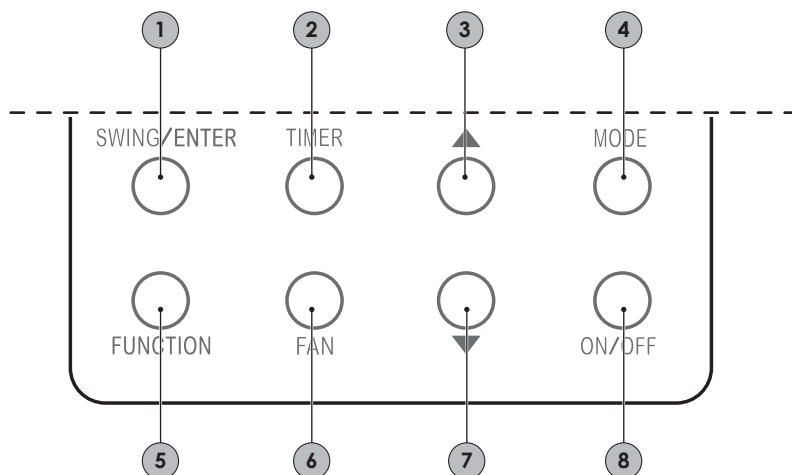 1 2 3 4
SWING/ENTER TIMER ▲ MODE
FUNCTION FAN ▼ ON/OFF
5 6 7 8